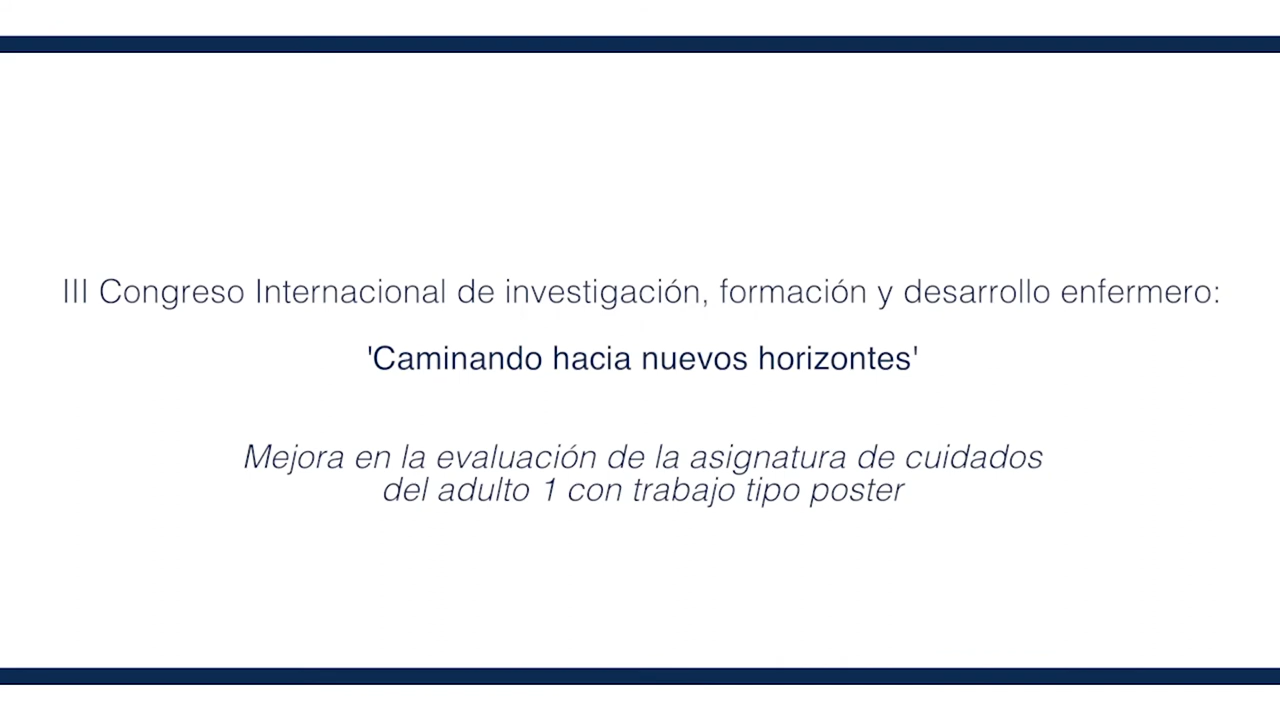 III Congreso Internacional de investigación, formación y desarrollo enfermero:
'Caminando hacia nuevos horizontes'
Mejora en la evaluación de la asignatura de cuidados
del adulto 1 con trabajo tipo poster